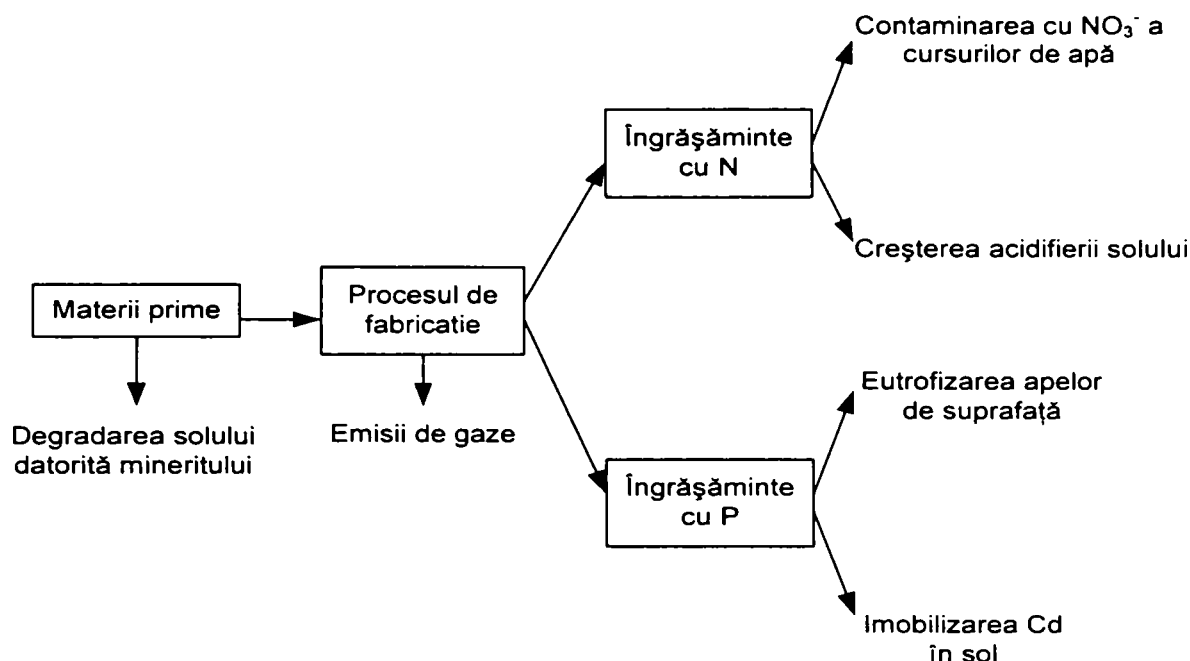 Contaminarea cu NO₃⁻ a
cursurilor de apă
Îngrăşăminte
cu N
Creşterea acidifierii solului
Materii prime
Procesul de
fabricatie
Degradarea solului
datorită mineritului
Emisii de gaze
Eutrofizarea apelor
de suprafaţă
Îngrăşăminte
cu P
Imobilizarea Cd
în sol